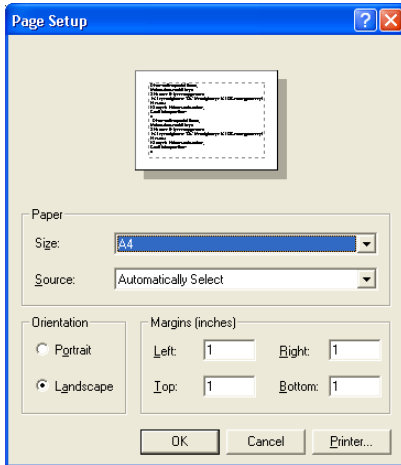 Page Setup
Paper
Size: A4
Source: Automatically Select
Orientation
Portrait
Landscape
Margins (inches)
Left: 1 Right: 1
Top: 1 Bottom: 1
OK Cancel Printer...